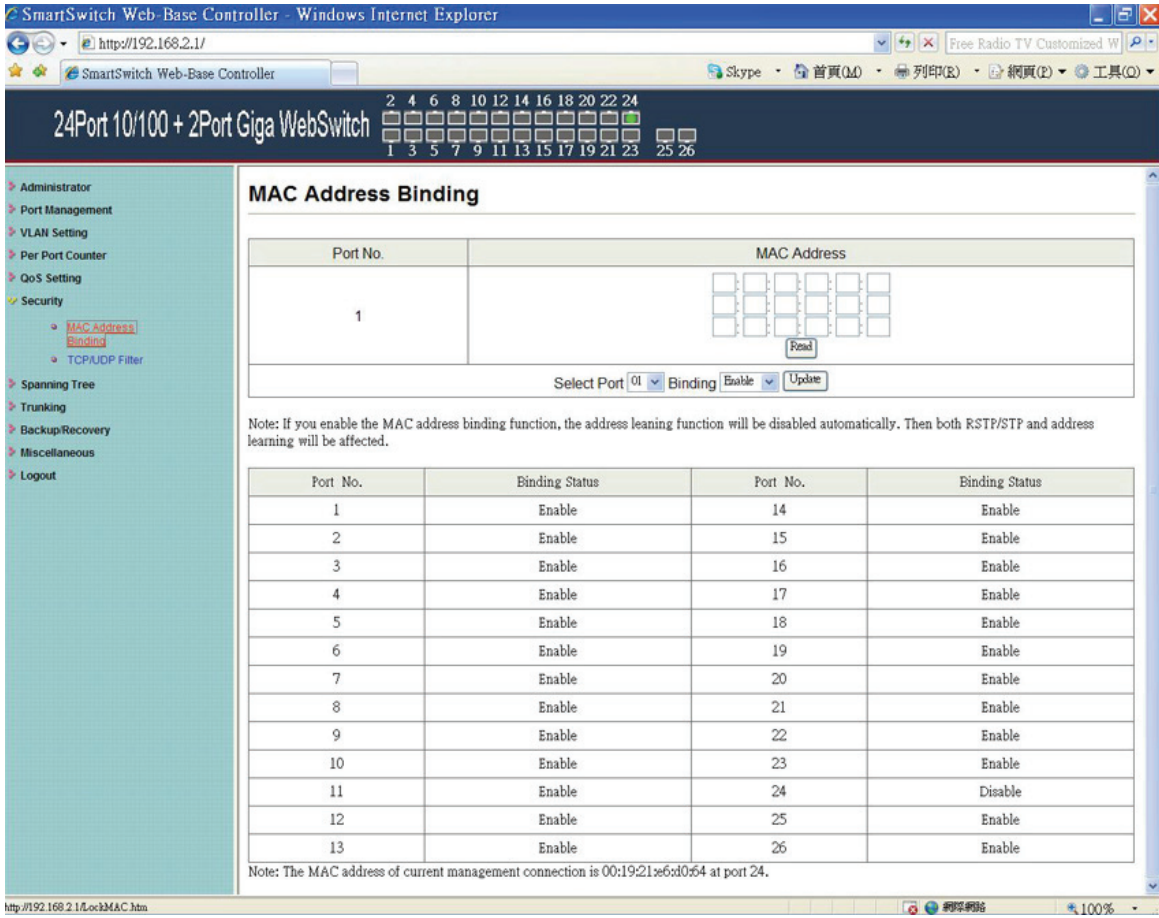 SmartSwitch Web-Base Controller - Windows Internet Explorer
http://192.168.2.1/
Free Radio TV Customized W
SmartSwitch Web-Base Controller
Skype
首頁(M)
列印(R)
網頁(P)
工具(O)
24Port 10/100 + 2Port Giga WebSwitch
2 4 6 8 10 12 14 16 18 20 22 24
1 3 5 7 9 11 13 15 17 19 21 23 25 26
Administrator
Port Management
VLAN Setting
Per Port Counter
QoS Setting
Security
MAC Address
Binding
TCP/UDP Filter
Spanning Tree
Trunking
Backup/Recovery
Miscellaneous
Logout
MAC Address Binding
Port No. MAC Address
1
: : : : :
: : : : :
: : : : :
Read
Select Port 01 Binding Enable Update
Note: If you enable the MAC address binding function, the address leaning function will be disabled automatically. Then both RSTP/STP and address
learning will be affected.
Port No. Binding Status Port No. Binding Status
1 Enable 14 Enable
2 Enable 15 Enable
3 Enable 16 Enable
4 Enable 17 Enable
5 Enable 18 Enable
6 Enable 19 Enable
7 Enable 20 Enable
8 Enable 21 Enable
9 Enable 22 Enable
10 Enable 23 Enable
11 Enable 24 Disable
12 Enable 25 Enable
13 Enable 26 Enable
Note: The MAC address of current management connection is 00:19:21:e6:d0:64 at port 24.
http://192.168.2.1/LockMAC.htm
網際網路
100%